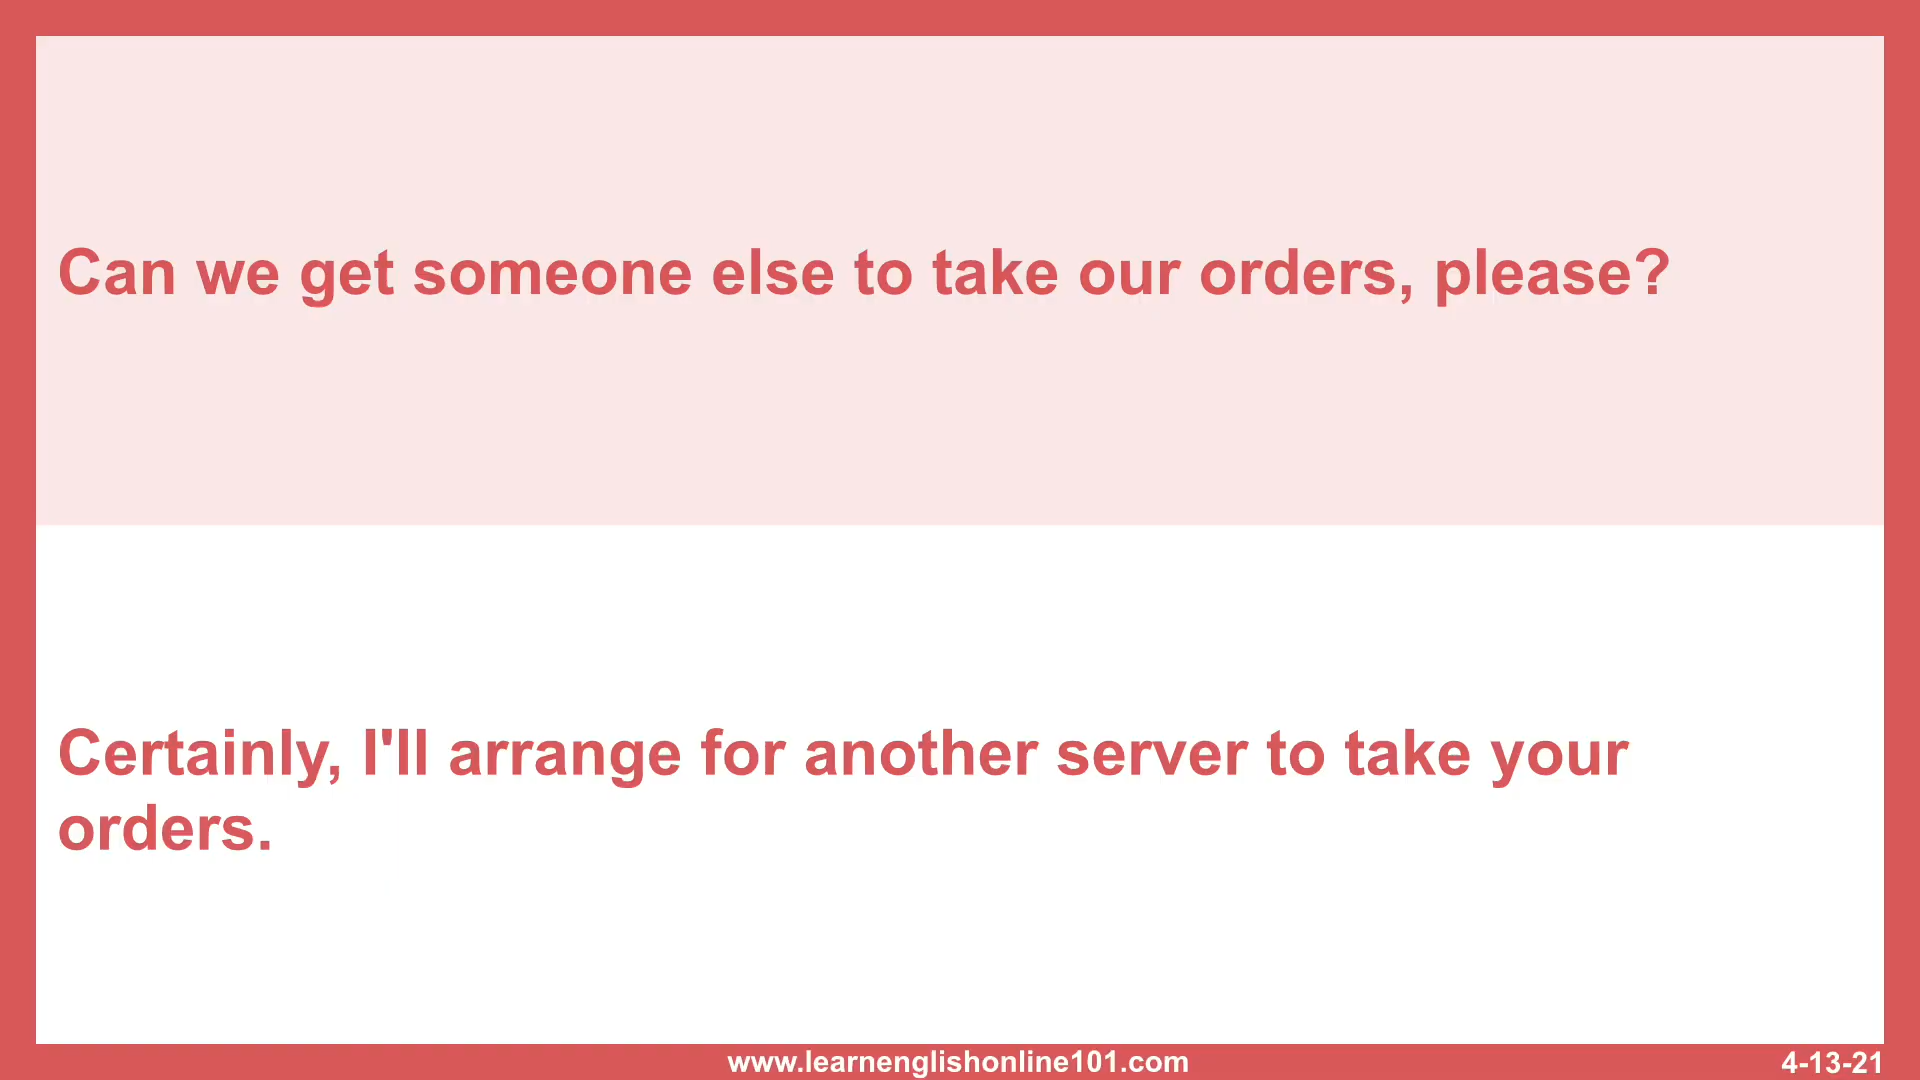 Can we get someone else to take our orders, please?
Certainly, I'll arrange for another server to take your
orders.
www.learnenglishonline101.com
4-13-21